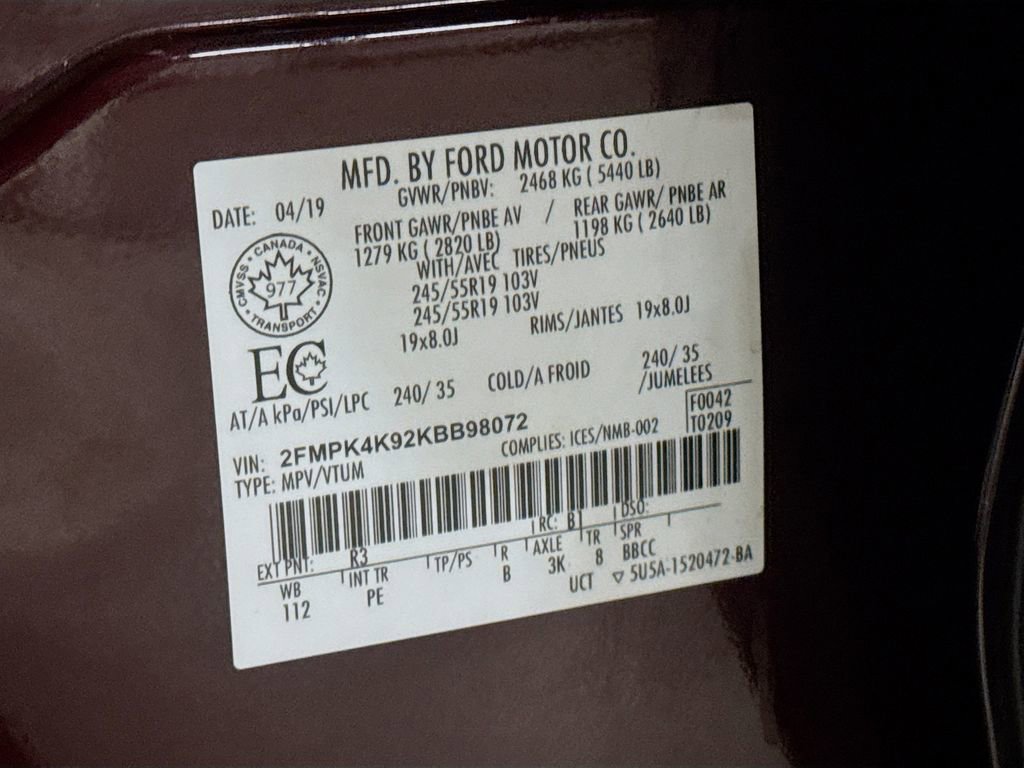 MFD. BY FORD MOTOR CO.
DATE: 04/19 GVWR/PNBV: 2468 KG ( 5440 LB)
FRONT GAWR/PNBE AV / REAR GAWR/ PNBE AR
1279 KG ( 2820 LB) 1198 KG ( 2640 LB)
WITH/AVEC TIRES/PNEUS
245/55R19 103V
245/55R19 103V
19x8.0J RIMS/JANTES 19x8.0J
CANADA
CMVSS NSVAC
977
TRANSPORT
EC
AT/A kPa/PSI/LPC 240/ 35 COLD/A FROID 240/ 35
/JUMELEES
F0042
T0209
VIN: 2FMPK4K92KBB98072
TYPE: MPV/VTUM COMPLIES: ICES/NMB-002
EXT PNT: R3 RC: B1 DSO:
WB INT TR TP/PS R AXLE TR SPR
112 PE B 3K 8 BBCC
UCT ▽ 5U5A-1520472-BA